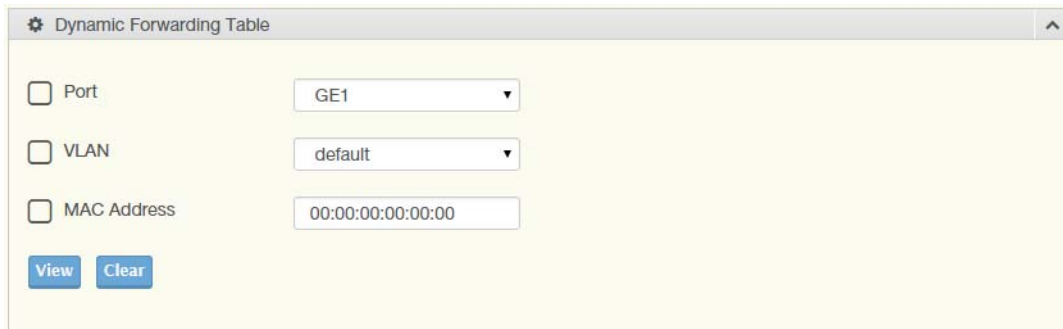 Dynamic Forwarding Table
Port GE1
VLAN default
MAC Address 00:00:00:00:00:00
View Clear